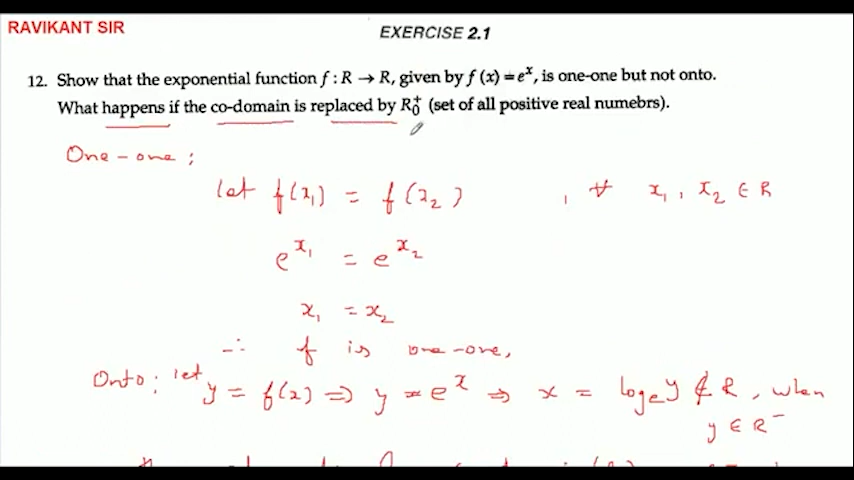 RAVIKANT SIR
EXERCISE 2.1
12. Show that the exponential function f : R → R, given by f (x) = eˣ, is one-one but not onto.
What happens if the co-domain is replaced by R₀⁺ (set of all positive real numebrs).
One-one ;
let f(x₁) = f(x₂) , ∀ x₁, x₂ ∈ R
e^x₁ = e^x₂
x₁ = x₂
∴ f is one-one,
Onto : let y = f(x) ⇒ y = eˣ ⇒ x = logₑy ∉ R, when
y ∈ R⁻